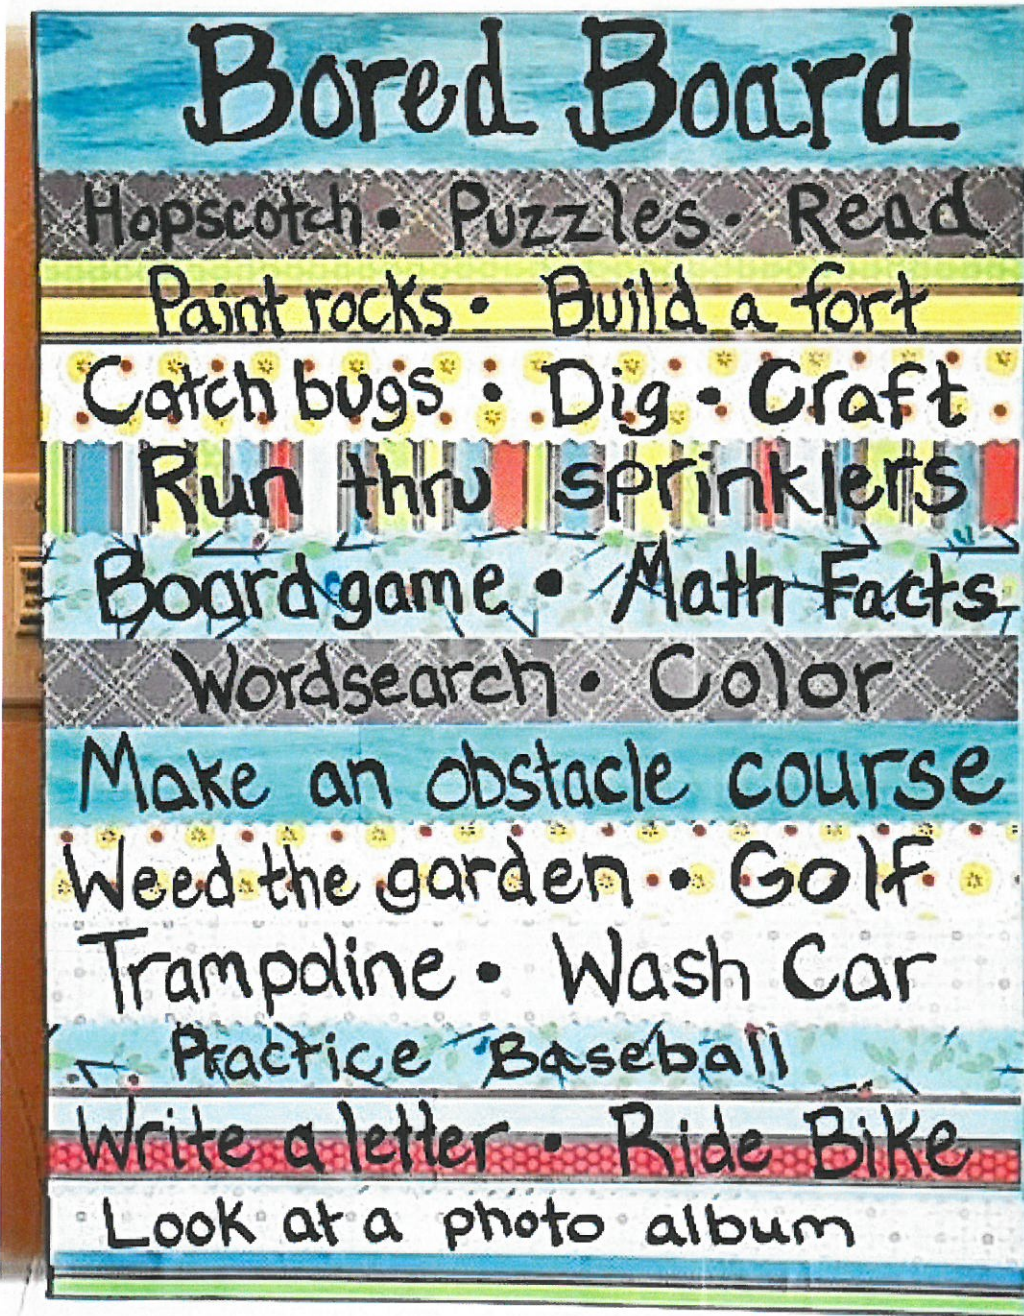 Bored Board
Hopscotch • Puzzles • Read
Paint rocks • Build a fort
Catch bugs • Dig • Craft
Run thru sprinklers
Board game • Math Facts
Wordsearch • Color
Make an obstacle course
Weed the garden • Golf
Trampoline • Wash Car
Practice Baseball
Write a letter • Ride Bike
Look at a photo album